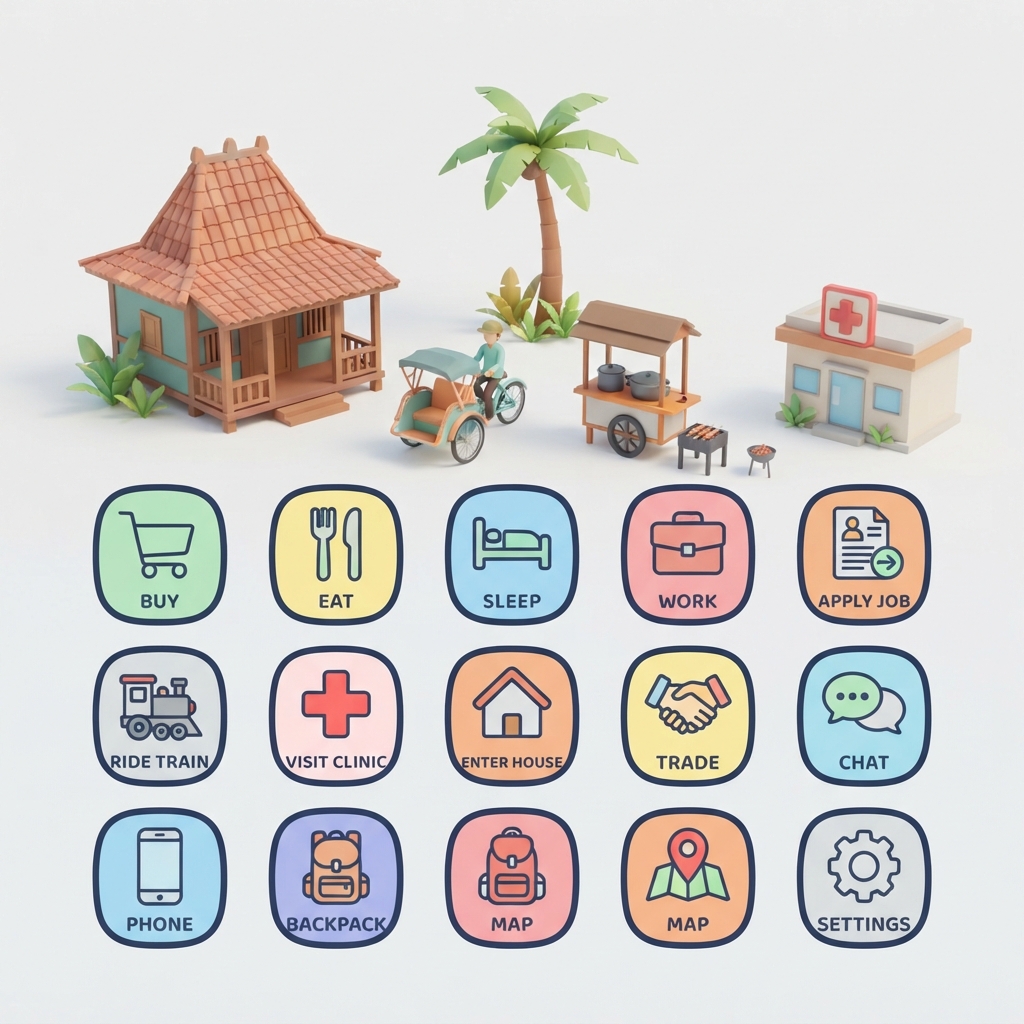 BUY
EAT
SLEEP
WORK
APPLY JOB
RIDE TRAIN
VISIT CLINIC
ENTER HOUSE
TRADE
CHAT
PHONE
BACKPACK
MAP
MAP
SETTINGS